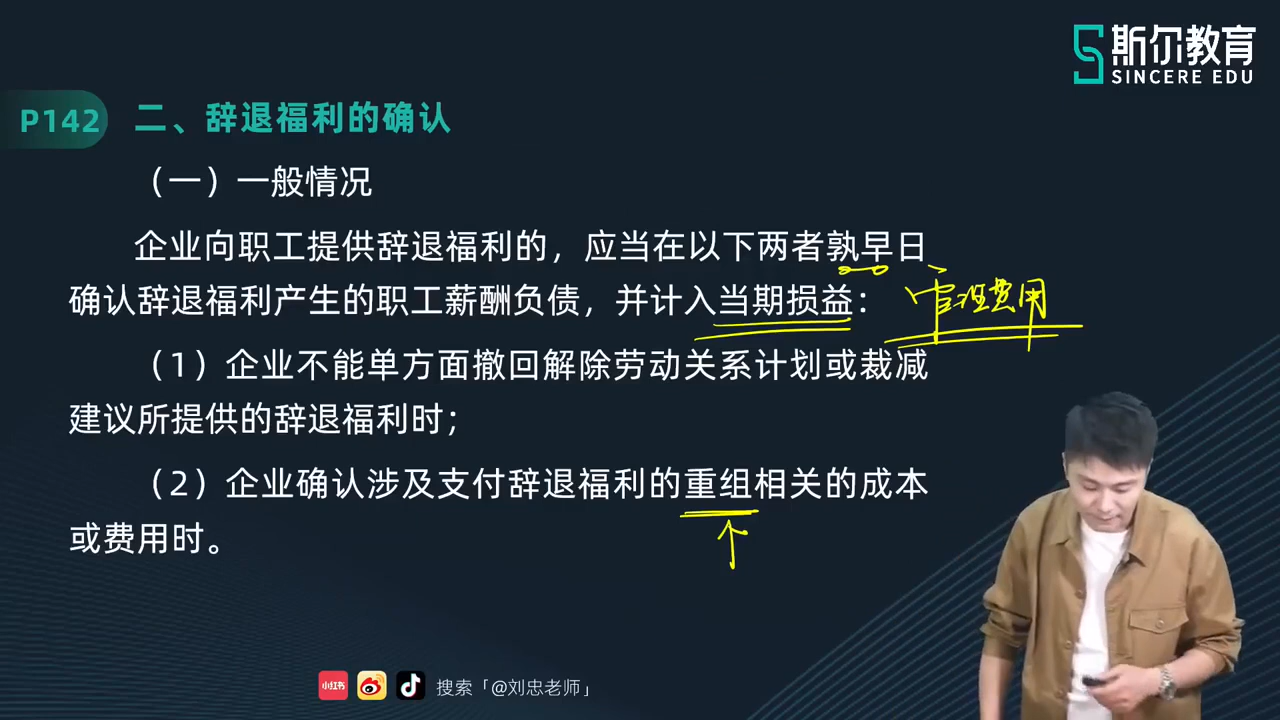 斯尔教育
SINCERE EDU
P142
二、辞退福利的确认
（一）一般情况
企业向职工提供辞退福利的，应当在以下两者孰早日
确认辞退福利产生的职工薪酬负债，并计入当期损益：
管理费用
（1）企业不能单方面撤回解除劳动关系计划或裁减
建议所提供的辞退福利时；
（2）企业确认涉及支付辞退福利的重组相关的成本
或费用时。
小红书
搜索「@刘忠老师」